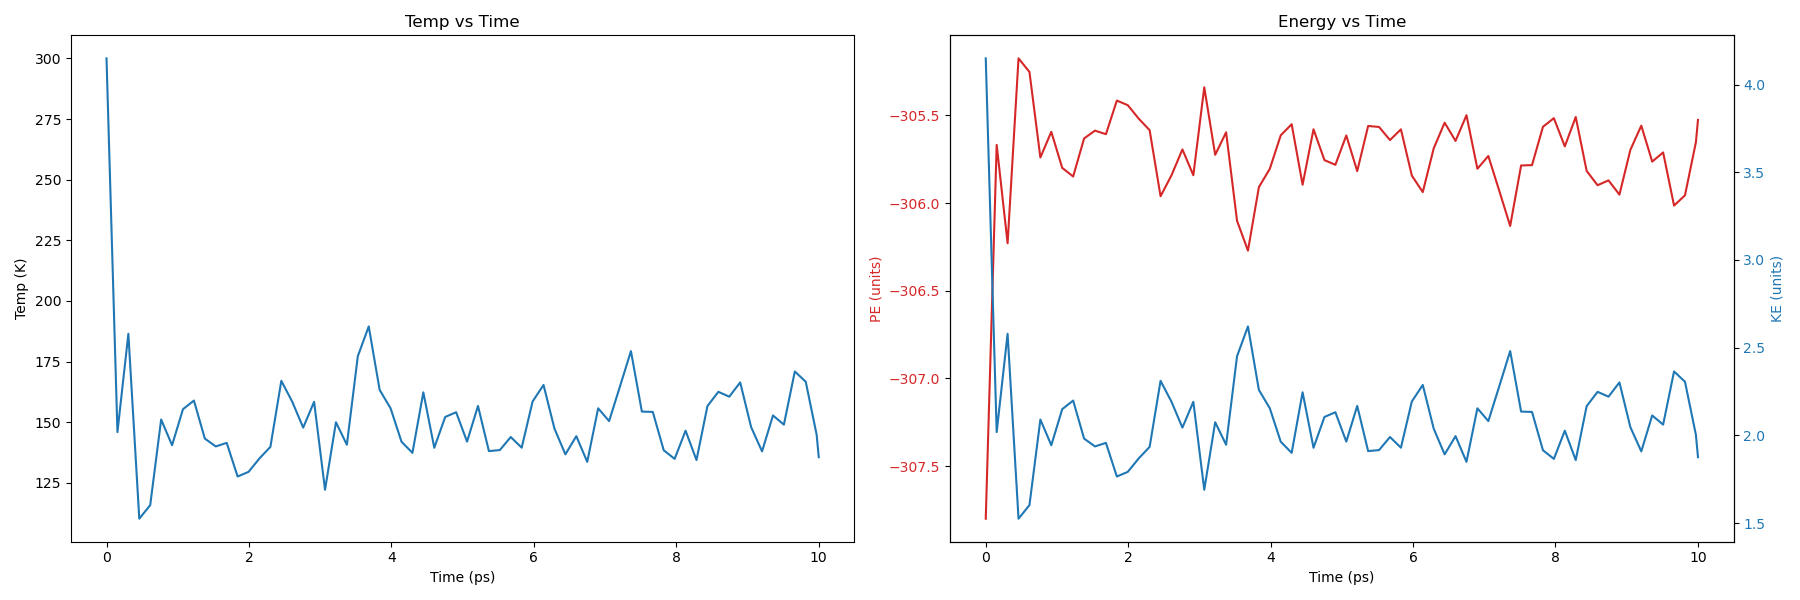 Temp vs Time
Temp (K)
300
275
250
225
200
175
150
125
0 2 4 6 8 10
Time (ps)
Energy vs Time
PE (units)
−305.5
−306.0
−306.5
−307.0
−307.5
0 2 4 6 8 10
Time (ps)
4.0
3.5
3.0
2.5
2.0
1.5
KE (units)